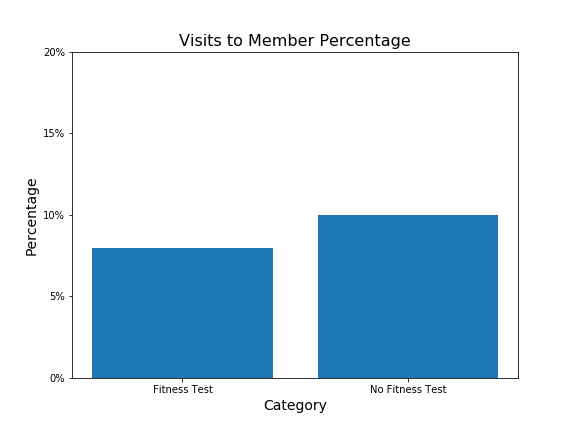 Visits to Member Percentage
20%
15%
10%
5%
0%
Percentage
Fitness Test
No Fitness Test
Category